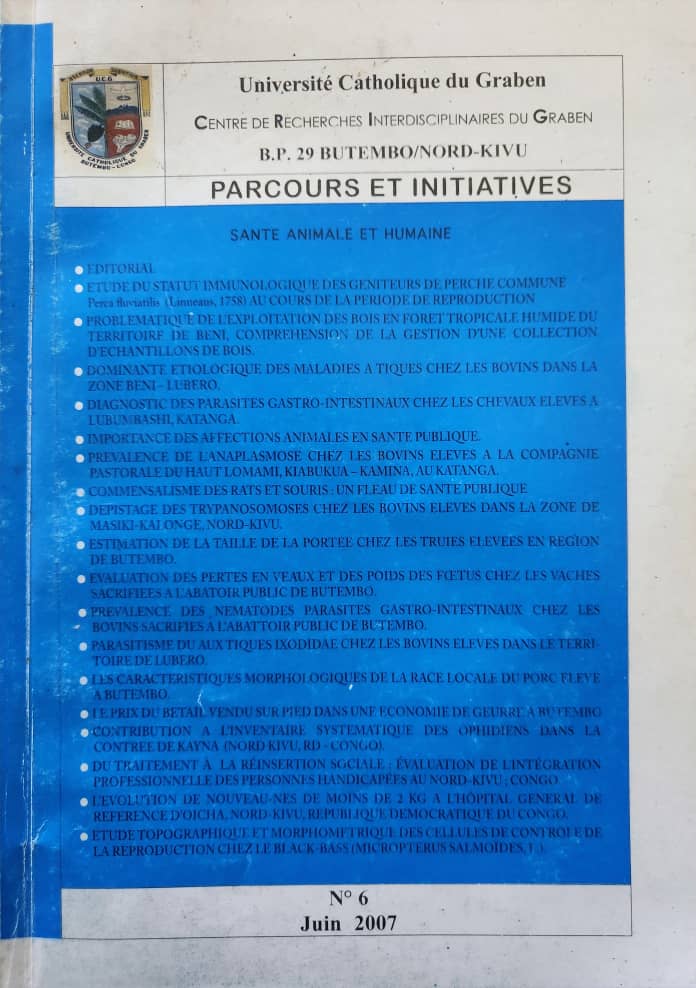 U.C.G
UNIVERSITE CATHOLIQUE DU GRABEN
BUTEMBO - CONGO
Université Catholique du Graben
CENTRE DE RECHERCHES INTERDISCIPLINAIRES DU GRABEN
B.P. 29 BUTEMBO/NORD-KIVU
PARCOURS ET INITIATIVES
SANTE ANIMALE ET HUMAINE
● EDITORIAL
● ETUDE DU STATUT IMMUNOLOGIQUE DES GENITEURS DE PERCHE COMMUNE
Perca fluviatilis (Linneaus, 1758) AU COURS DE LA PERIODE DE REPRODUCTION
● PROBLEMATIQUE DE L'EXPLOITATION DES BOIS EN FORET TROPICALE HUMIDE DU
TERRITOIRE DE BENI, COMPREHENSION DE LA GESTION D'UNE COLLECTION
D'ECHANTILLONS DE BOIS.
● DOMINANTE ETIOLOGIQUE DES MALADIES A TIQUES CHEZ LES BOVINS DANS LA
ZONE BENI - LUBERO.
● DIAGNOSTIC DES PARASITES GASTRO-INTESTINAUX CHEZ LES CHEVAUX ELEVES A
LUBUMBASHI, KATANGA.
● IMPORTANCE DES AFFECTIONS ANIMALES EN SANTE PUBLIQUE.
● PREVALENCE DE L'ANAPLASMOSE CHEZ LES BOVINS ELEVES A LA COMPAGNIE
PASTORALE DU HAUT LOMAMI, KIABUKUA – KAMINA, AU KATANGA.
● COMMENSALISME DES RATS ET SOURIS : UN FLEAU DE SANTE PUBLIQUE
● DEPISTAGE DES TRYPANOSOMOSES CHEZ LES BOVINS ELEVES DANS LA ZONE DE
MASIKI-KALONGE, NORD-KIVU.
● ESTIMATION DE LA TAILLE DE LA PORTEE CHEZ LES TRUIES ELEVEES EN REGION
DE BUTEMBO.
● EVALUATION DES PERTES EN VEAUX ET DES POIDS DES FŒTUS CHEZ LES VACHES
SACRIFIEES A L'ABATOIR PUBLIC DE BUTEMBO.
● PREVALENCE DES NEMATODES PARASITES GASTRO-INTESTINAUX CHEZ LES
BOVINS SACRIFIES A L'ABATTOIR PUBLIC DE BUTEMBO.
● PARASITISME DU AUX TIQUES IXODIDAE CHEZ LES BOVINS ELEVES DANS LE TERRI-
TOIRE DE LUBERO.
● LES CARACTERISTIQUES MORPHOLOGIQUES DE LA RACE LOCALE DU PORC ELEVE
A BUTEMBO.
● LE PRIX DU BETAIL VENDU SUR PIED DANS UNE ECONOMIE DE GEURRE A BUTEMBO
● CONTRIBUTION A L'INVENTAIRE SYSTEMATIQUE DES OPHIDIENS DANS LA
CONTREE DE KAYNA (NORD KIVU, RD - CONGO).
● DU TRAITEMENT À LA RÉINSERTION SOCIALE : ÉVALUATION DE L'INTÉGRATION
PROFESSIONNELLE DES PERSONNES HANDICAPÉES AU NORD-KIVU ; CONGO
● L'EVOLUTION DE NOUVEAU-NES DE MOINS DE 2 KG A L'HÔPITAL GENERAL DE
REFERENCE D'OICHA, NORD-KIVU, REPUBLIQUE DEMOCRATIQUE DU CONGO.
● ETUDE TOPOGRAPHIQUE ET MORPHOMETRIQUE DES CELLULES DE CONTROLE DE
LA REPRODUCTION CHEZ LE BLACK-BASS (MICROPTERUS SALMOÏDES, L.).
N° 6
Juin 2007